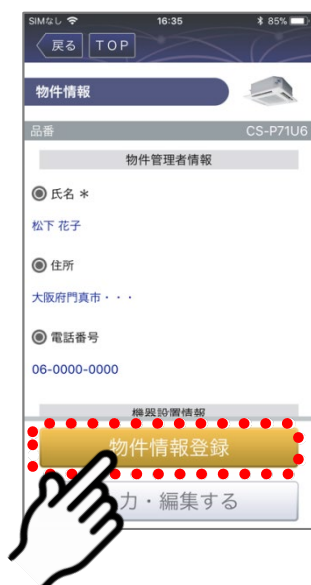 SIMなし 16:35 85%
戻る TOP
物件情報
品番 CS-P71U6
物件管理者情報
氏名 *
松下 花子
住所
大阪府門真市・・・
電話番号
06-0000-0000
機器設置情報
物件情報登録
力・編集する